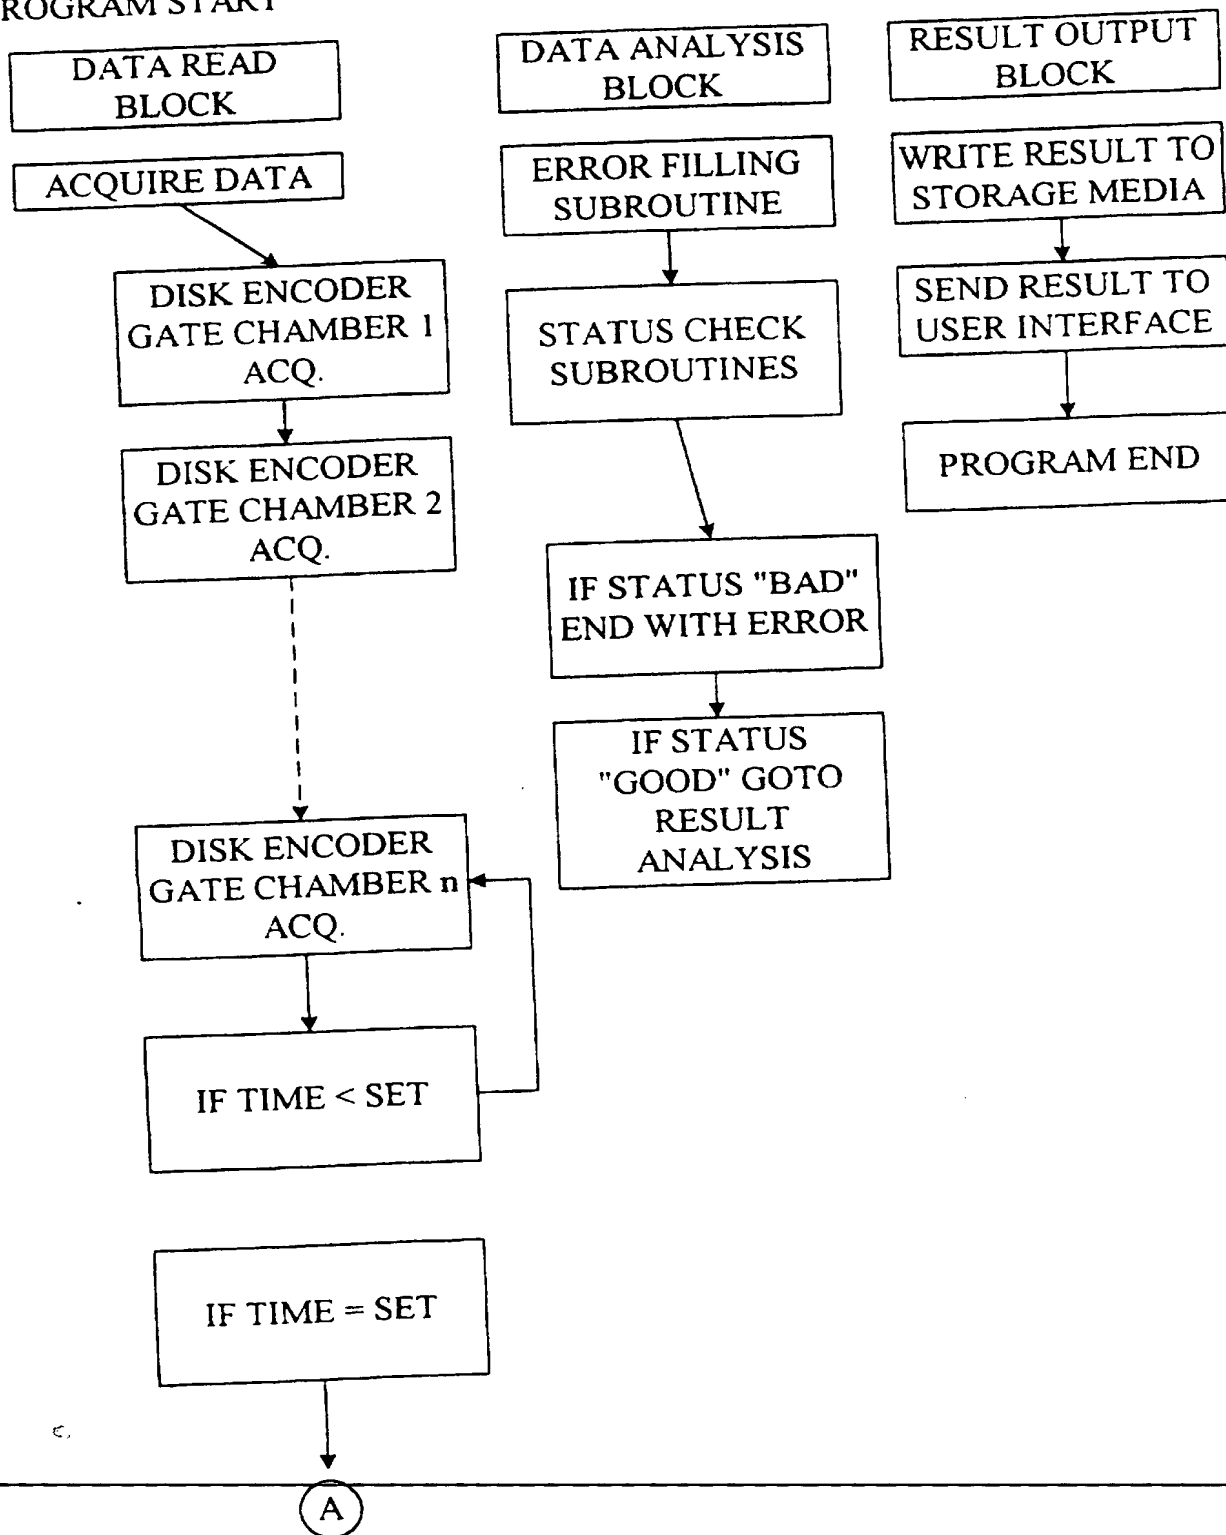 ROGRAM START
DATA READ
BLOCK
ACQUIRE DATA
DISK ENCODER
GATE CHAMBER 1
ACQ.
DISK ENCODER
GATE CHAMBER 2
ACQ.
DISK ENCODER
GATE CHAMBER n
ACQ.
IF TIME < SET
IF TIME = SET
A
DATA ANALYSIS
BLOCK
ERROR FILLING
SUBROUTINE
STATUS CHECK
SUBROUTINES
IF STATUS "BAD"
END WITH ERROR
IF STATUS
"GOOD" GOTO
RESULT
ANALYSIS
RESULT OUTPUT
BLOCK
WRITE RESULT TO
STORAGE MEDIA
SEND RESULT TO
USER INTERFACE
PROGRAM END